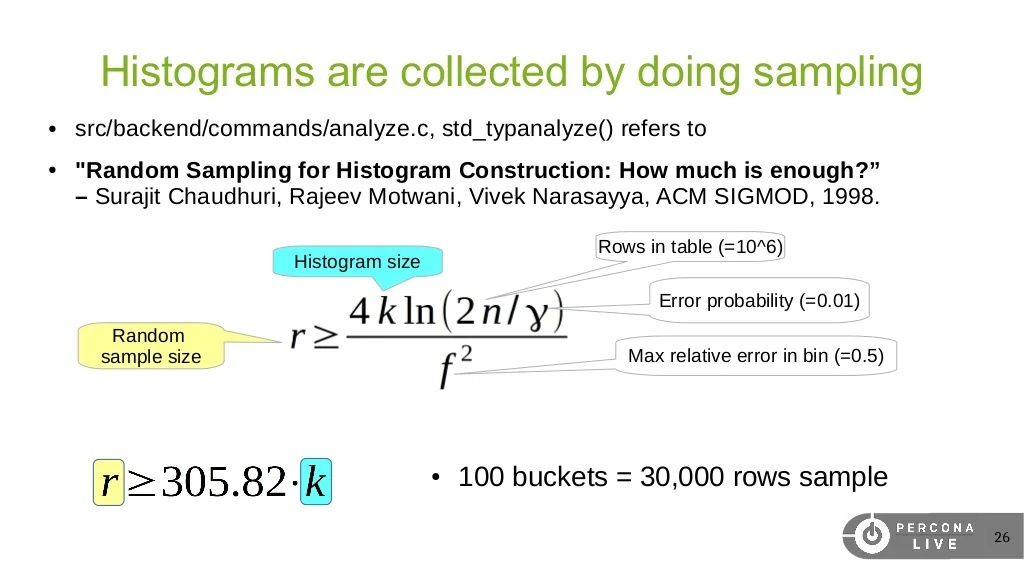 Histograms are collected by doing sampling
• src/backend/commands/analyze.c, std_typanalyze() refers to
• "Random Sampling for Histogram Construction: How much is enough?”
– Surajit Chaudhuri, Rajeev Motwani, Vivek Narasayya, ACM SIGMOD, 1998.
Rows in table (=10^6)
Histogram size
Error probability (=0.01)
Random
sample size
r ≥ 4 k ln(2 n / γ) / f²
Max relative error in bin (=0.5)
r ≥ 305.82 · k
• 100 buckets = 30,000 rows sample
PERCONA
LIVE
26